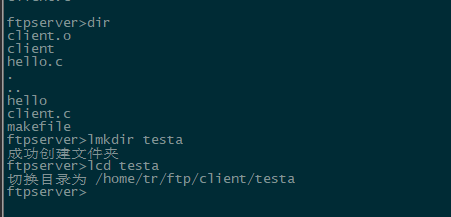 ftpserver>dir
client.o
client
hello.c
.
..
hello
client.c
makefile
ftpserver>lmkdir testa
成功创建文件夹
ftpserver>lcd testa
切换目录为 /home/tr/ftp/client/testa
ftpserver>